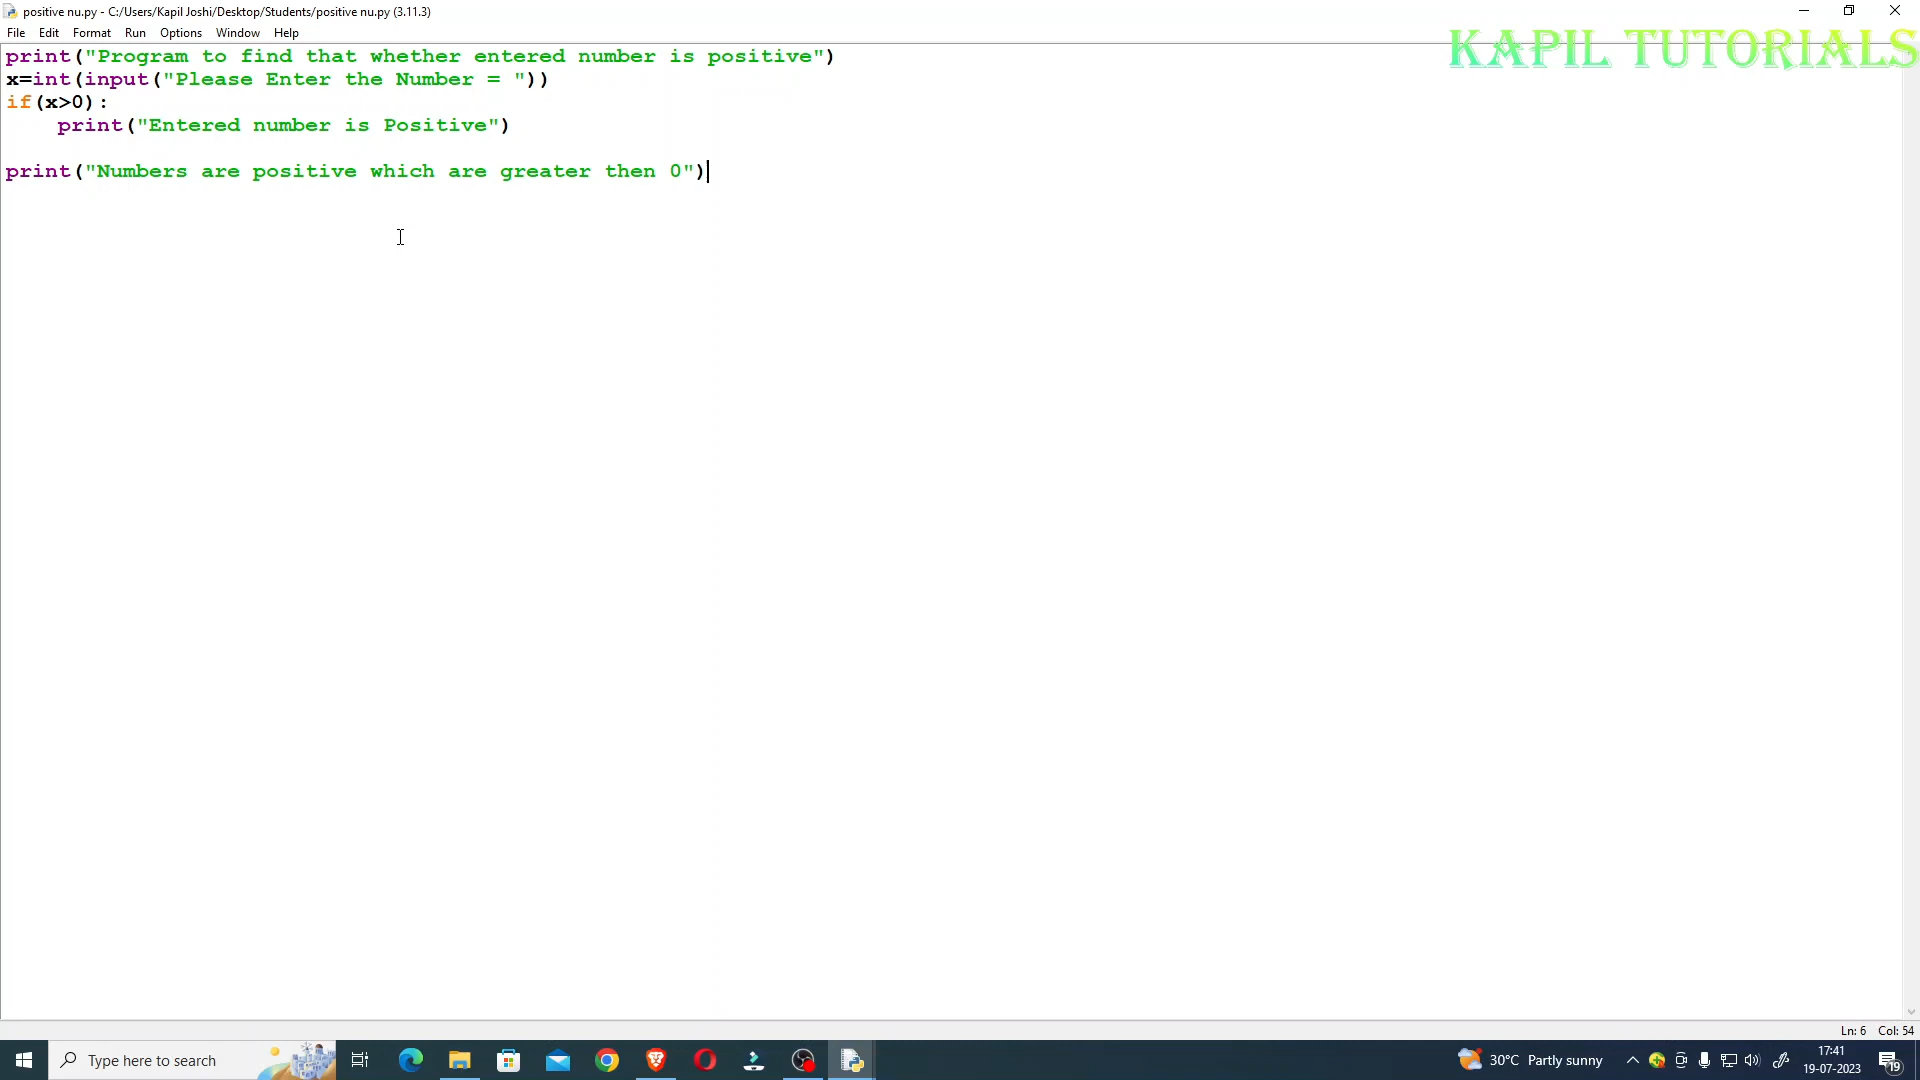 positive nu.py - C:/Users/Kapil Joshi/Desktop/Students/positive nu.py (3.11.3)
File Edit Format Run Options Window Help
KAPIL TUTORIALS
print("Program to find that whether entered number is positive")
x=int(input("Please Enter the Number = "))
if(x>0):
    print("Entered number is Positive")
print("Numbers are positive which are greater then 0")
Ln: 6 Col: 54
Type here to search
30°C Partly sunny
17:41
19-07-2023
19